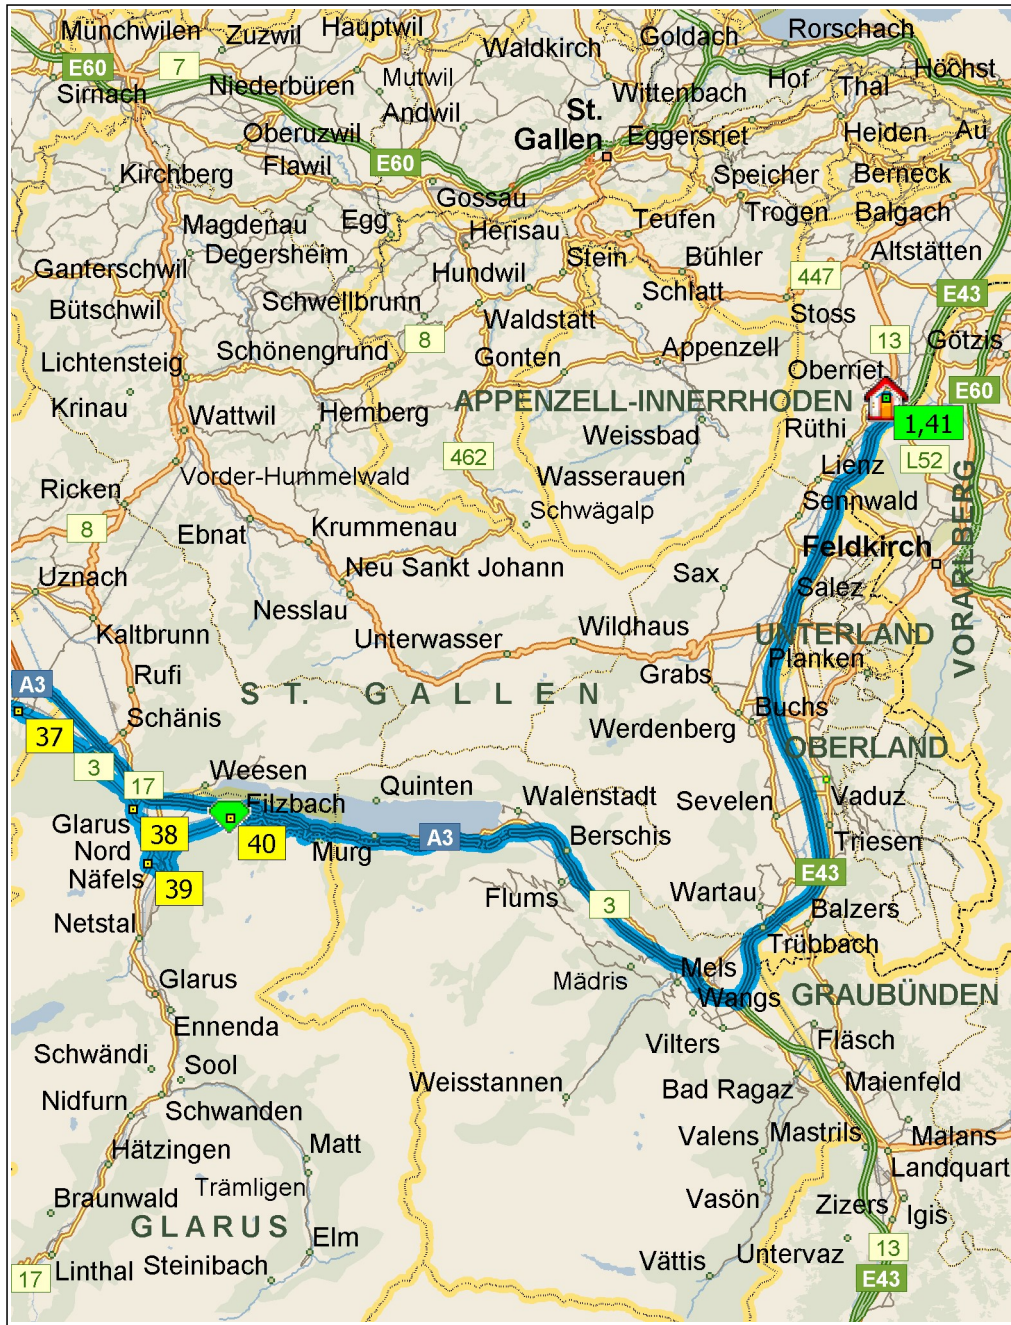 Münchwilen
Zuzwil
Hauptwil
Waldkirch
Goldach
Rorschach
E60
7
Sirnach
Niederbüren
Mutwil
Andwil
Wittenbach
Hof
Thal
Höchst
St.
Gallen
Eggersriet
Heiden
Au
Oberuzwil
Flawil
E60
Kirchberg
Gossau
Speicher
Berneck
Magdenau
Egg
Herisau
Teufen
Trogen
Balgach
Degersheim
Stein
Bühler
Altstätten
Ganterschwil
Hundwil
447
Bütschwil
Schwellbrunn
Schlatt
E43
Waldstätt
Stoss
8
Schönengrund
Gonten
Appenzell
13
Götzis
Lichtensteig
Oberriet
Krinau
Hemberg
APPENZELL-INNERRHODEN
E60
Wattwil
Weissbad
Rüthi
1,41
462
Vorder-Hummelwald
Wasserauen
Lienz
L52
Ricken
Schwägalp
Sennwald
8
Ebnat
Krummenau
Feldkirch
VORARLBERG
Uznach
Neu Sankt Johann
Sax
Salez
Nesslau
Kaltbrunn
Unterwasser
Wildhaus
UNTERLAND
Planken
Rufi
Grabs
A3
ST. GALLEN
Schänis
Werdenberg
Buchs
37
OBERLAND
3
17
Weesen
Quinten
Walenstadt
Sevelen
Vaduz
Filzbach
Glarus
Nord
38
40
Murg
A3
Berschis
Triesen
Näfels
39
Flums
Wartau
E43
3
Balzers
Netstal
Trübbach
Mädris
Mels
Wangs
GRAUBÜNDEN
Glarus
Ennenda
Vilters
Fläsch
Schwändi
Sool
Weisstannen
Bad Ragaz
Maienfeld
Nidfurn
Schwanden
Hätzingen
Matt
Valens
Mastrils
Malans
Landquart
Trämligen
Braunwald
Vasön
Zizers
Igis
GLARUS
Elm
Untervaz
13
Linthal
17
Steinibach
Vättis
E43